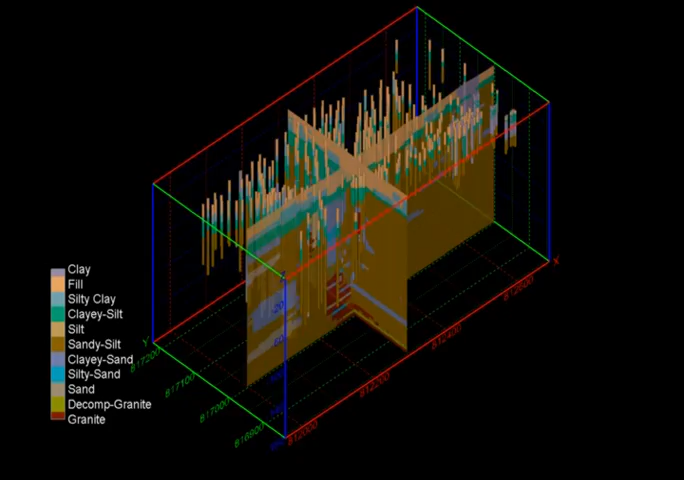 Clay
Fill
Silty Clay
Clayey-Silt
Silt
Sandy-Silt
Clayey-Sand
Silty-Sand
Sand
Decomp-Granite
Granite
X
Y
817200
817100
817000
816900
812000
812200
812400